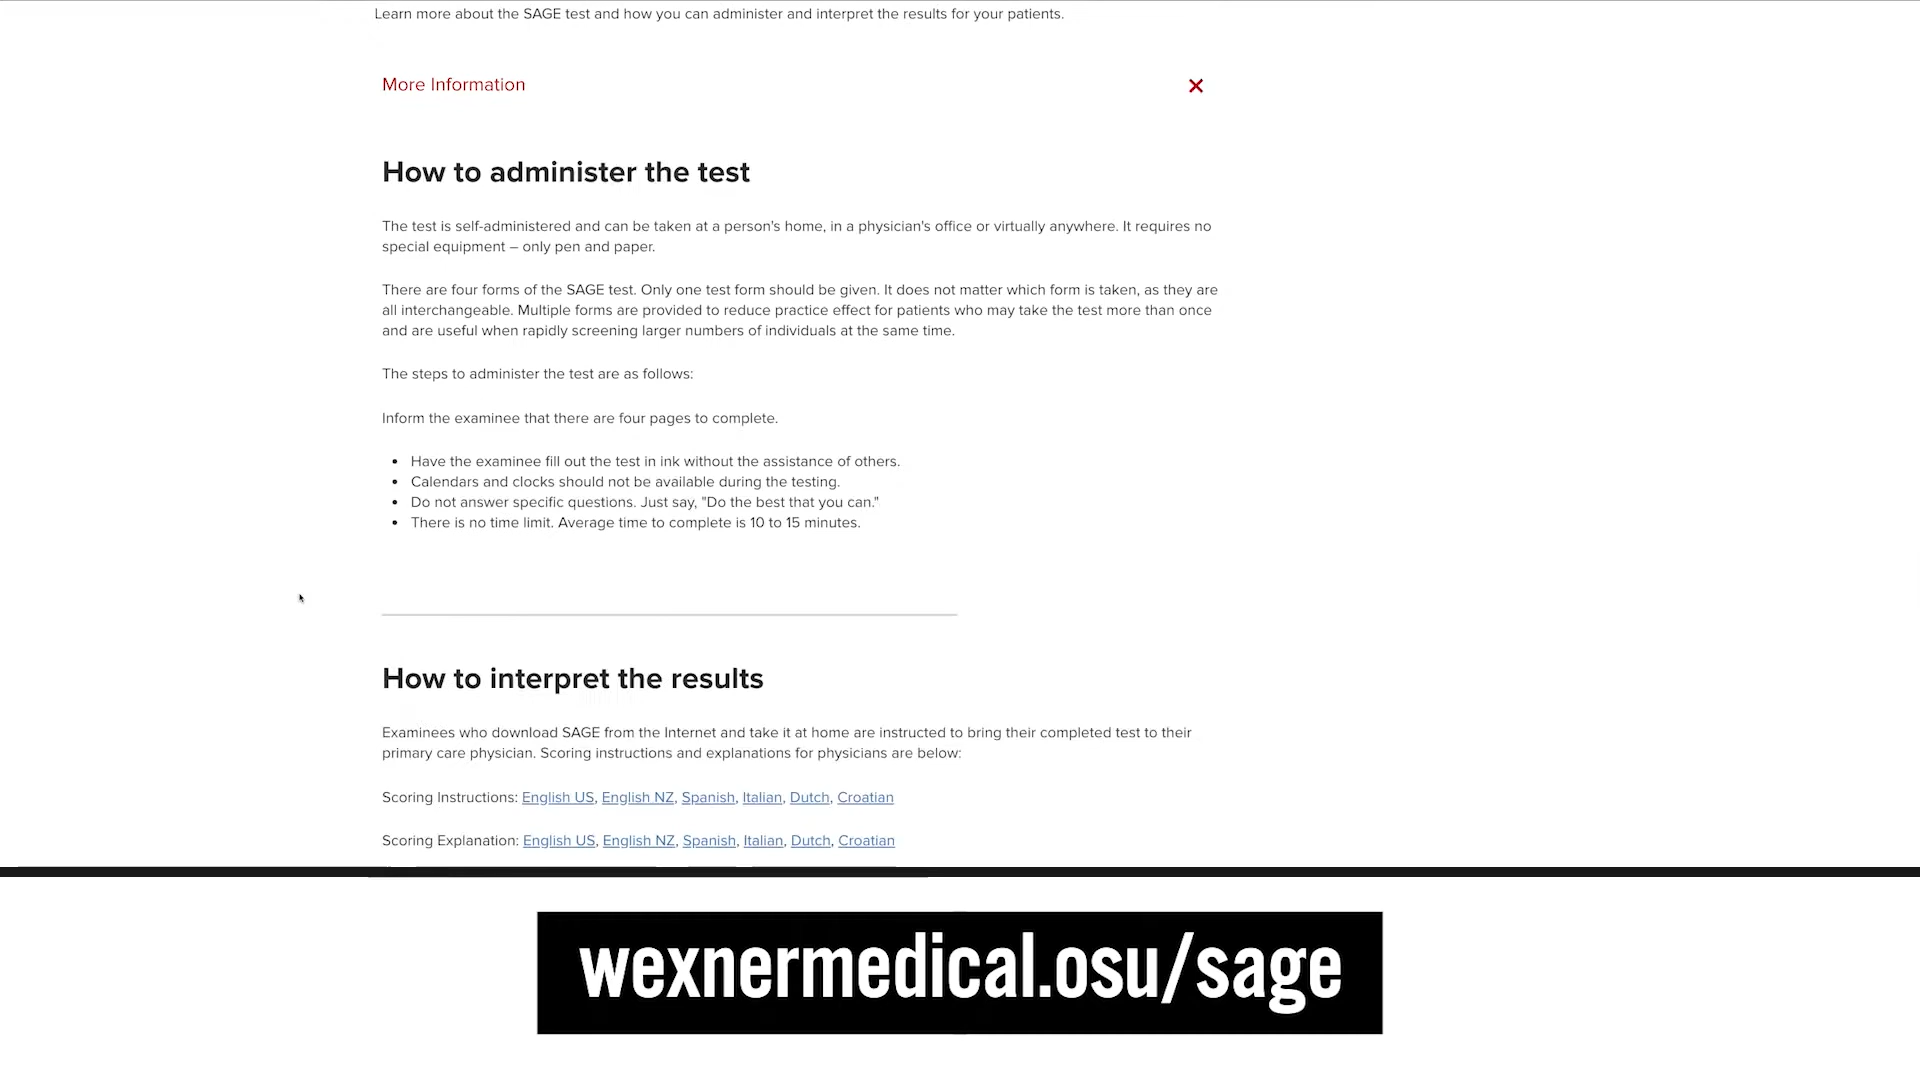 Learn more about the SAGE test and how you can administer and interpret the results for your patients.
More Information
How to administer the test
The test is self-administered and can be taken at a person's home, in a physician's office or virtually anywhere. It requires no
special equipment – only pen and paper.
There are four forms of the SAGE test. Only one test form should be given. It does not matter which form is taken, as they are
all interchangeable. Multiple forms are provided to reduce practice effect for patients who may take the test more than once
and are useful when rapidly screening larger numbers of individuals at the same time.
The steps to administer the test are as follows:
Inform the examinee that there are four pages to complete.
• Have the examinee fill out the test in ink without the assistance of others.
• Calendars and clocks should not be available during the testing.
• Do not answer specific questions. Just say, "Do the best that you can."
• There is no time limit. Average time to complete is 10 to 15 minutes.
How to interpret the results
Examinees who download SAGE from the Internet and take it at home are instructed to bring their completed test to their
primary care physician. Scoring instructions and explanations for physicians are below:
Scoring Instructions: English US, English NZ, Spanish, Italian, Dutch, Croatian
Scoring Explanation: English US, English NZ, Spanish, Italian, Dutch, Croatian
wexnermedical.osu/sage